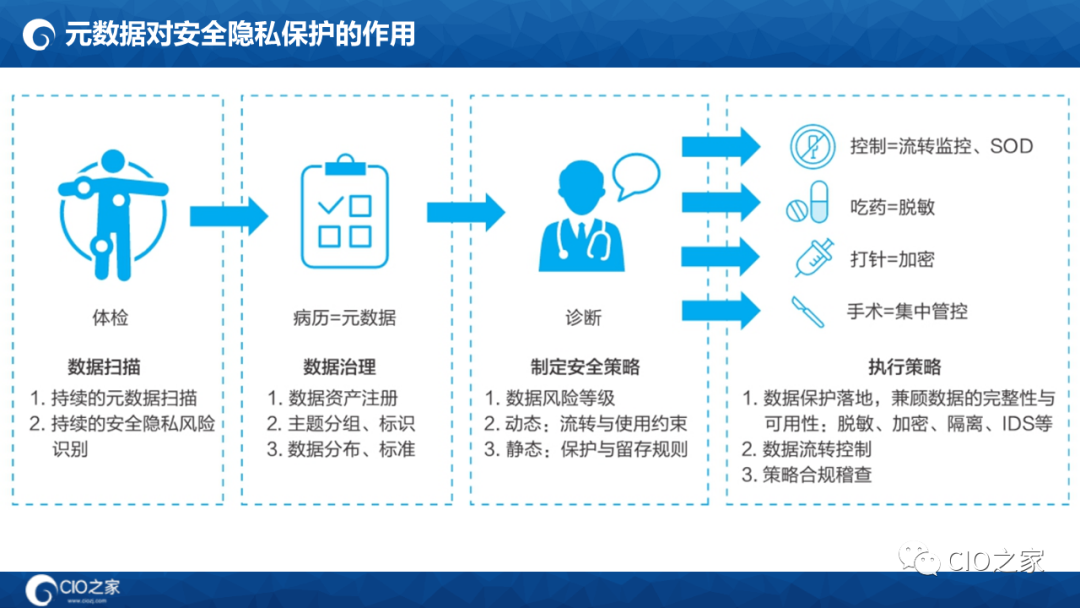 元数据对安全隐私保护的作用
体检
数据扫描
1. 持续的元数据扫描
2. 持续的安全隐私风险
识别
病历=元数据
数据治理
1. 数据资产注册
2. 主题分组、标识
3. 数据分布、标准
诊断
制定安全策略
1. 数据风险等级
2. 动态：流转与使用约束
3. 静态：保护与留存规则
控制=流转监控、SOD
吃药=脱敏
打针=加密
手术=集中管控
执行策略
1. 数据保护落地，兼顾数据的完整性与
可用性：脱敏、加密、隔离、IDS等
2. 数据流转控制
3. 策略合规稽查
CIO之家
CIO之家
www.ciozj.com